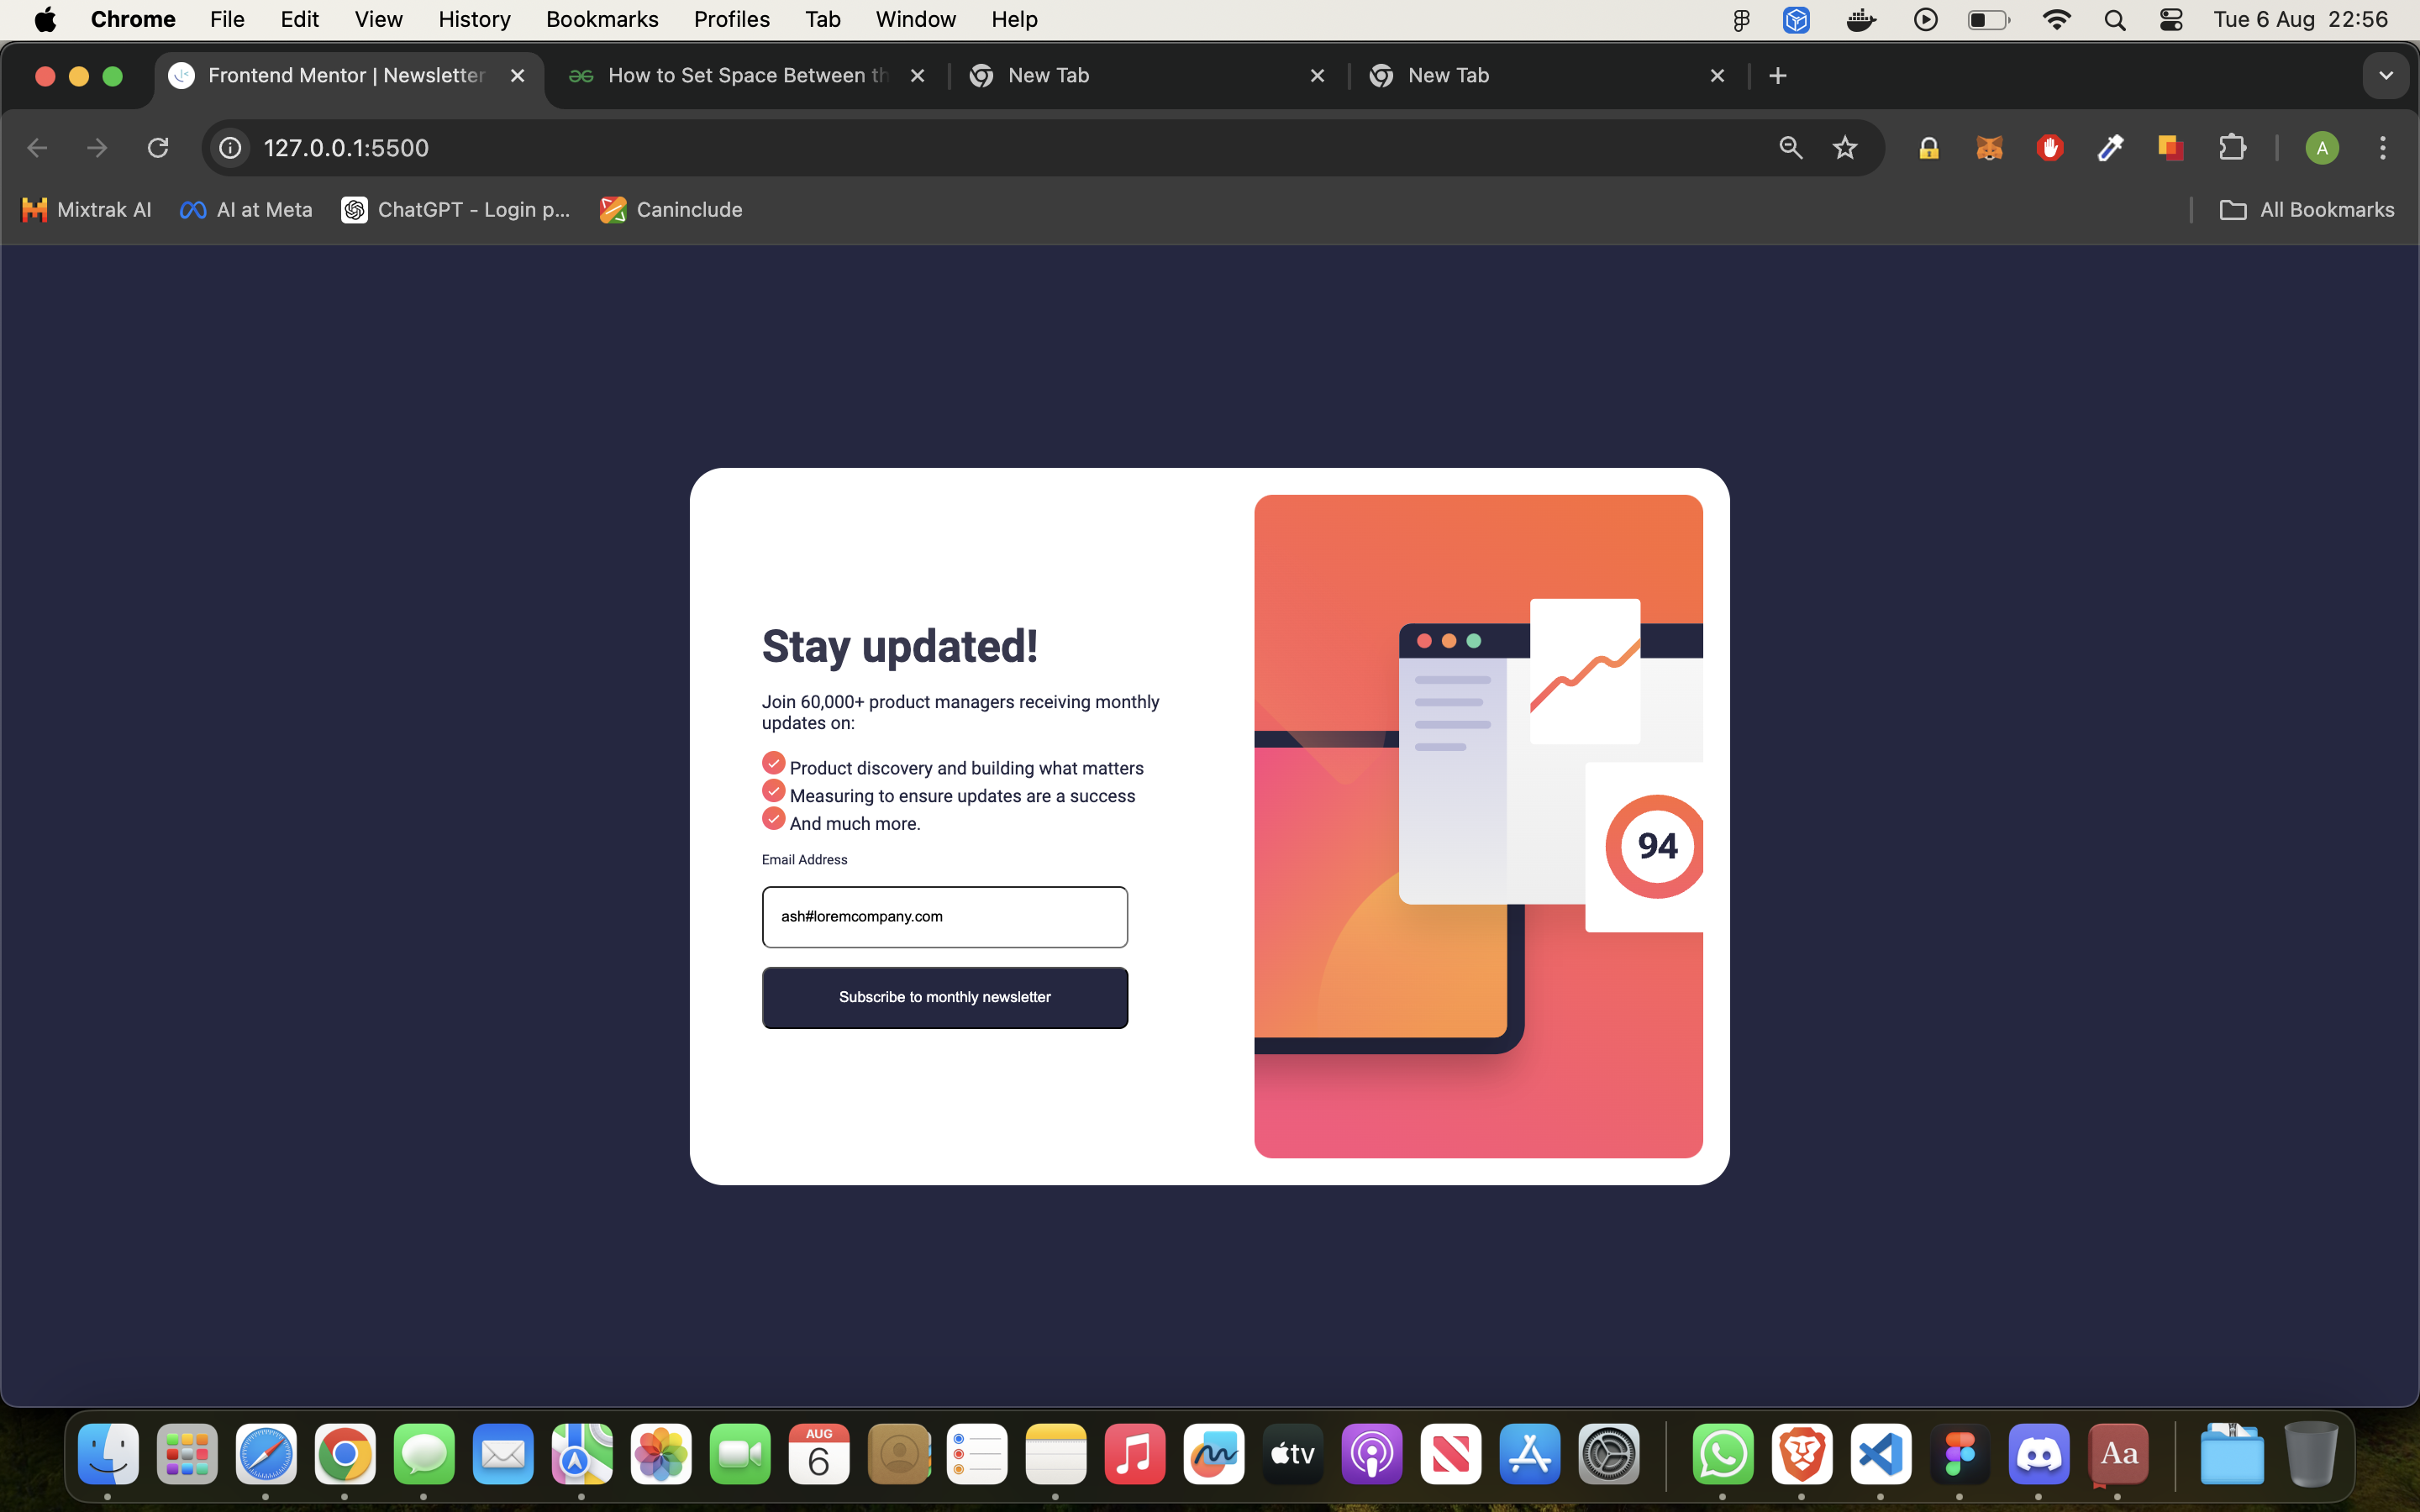 Chrome File Edit View History Bookmarks Profiles Tab Window Help Tue 6 Aug 22:56
Frontend Mentor | Newsletter How to Set Space Between th New Tab New Tab
127.0.0.1:5500 A
Mixtrak AI AI at Meta ChatGPT - Login p... Caninclude All Bookmarks
Stay updated!
Join 60,000+ product managers receiving monthly
updates on:
Product discovery and building what matters
Measuring to ensure updates are a success
And much more.
Email Address
ash#loremcompany.com
Subscribe to monthly newsletter
94
AUG
6
tv
Aa